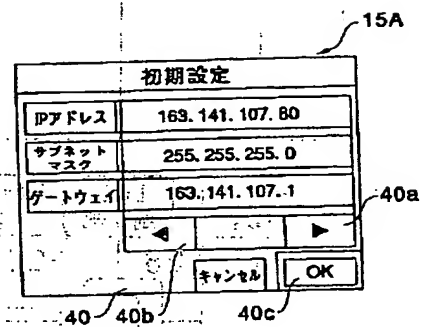 15A
初期設定
IPアドレス 163.141.107.80
サブネット
マスク 255.255.255.0
ゲートウェイ 163.141.107.1
40a
◀ ▶
キャンセル OK
40 40b 40c